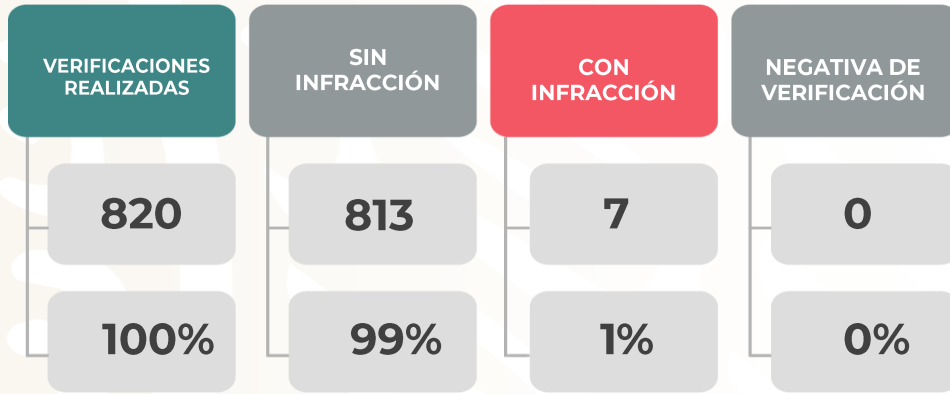 VERIFICACIONES
REALIZADAS
820
100%
SIN
INFRACCIÓN
813
99%
CON
INFRACCIÓN
7
1%
NEGATIVA DE
VERIFICACIÓN
0
0%